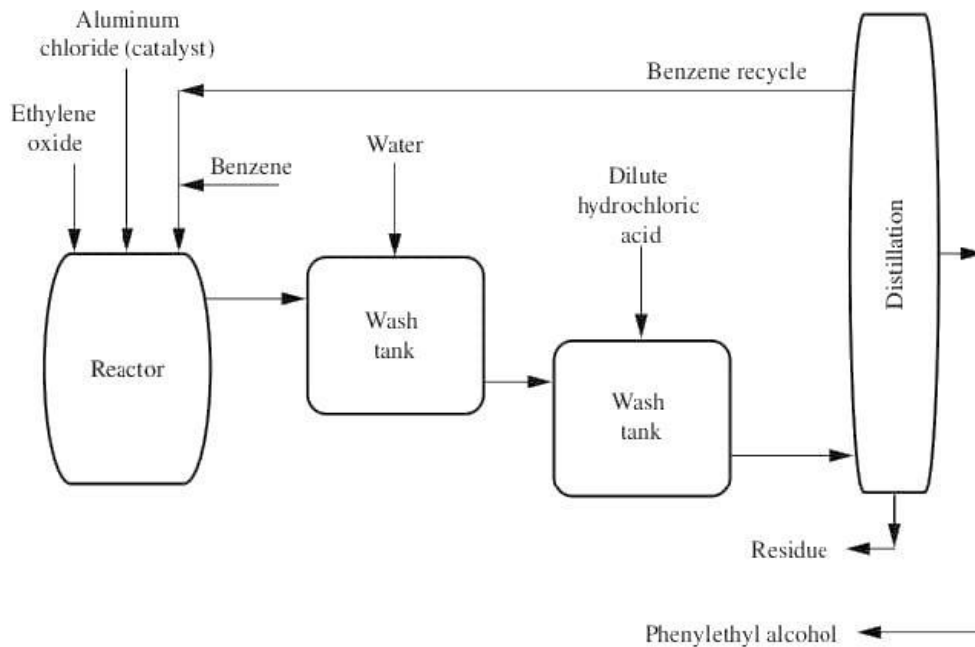 Aluminum
chloride (catalyst)
Benzene recycle
Ethylene
oxide
Water
Benzene
Dilute
hydrochloric
acid
Distillation
Wash
tank
Reactor
Wash
tank
Residue
Phenylethyl alcohol